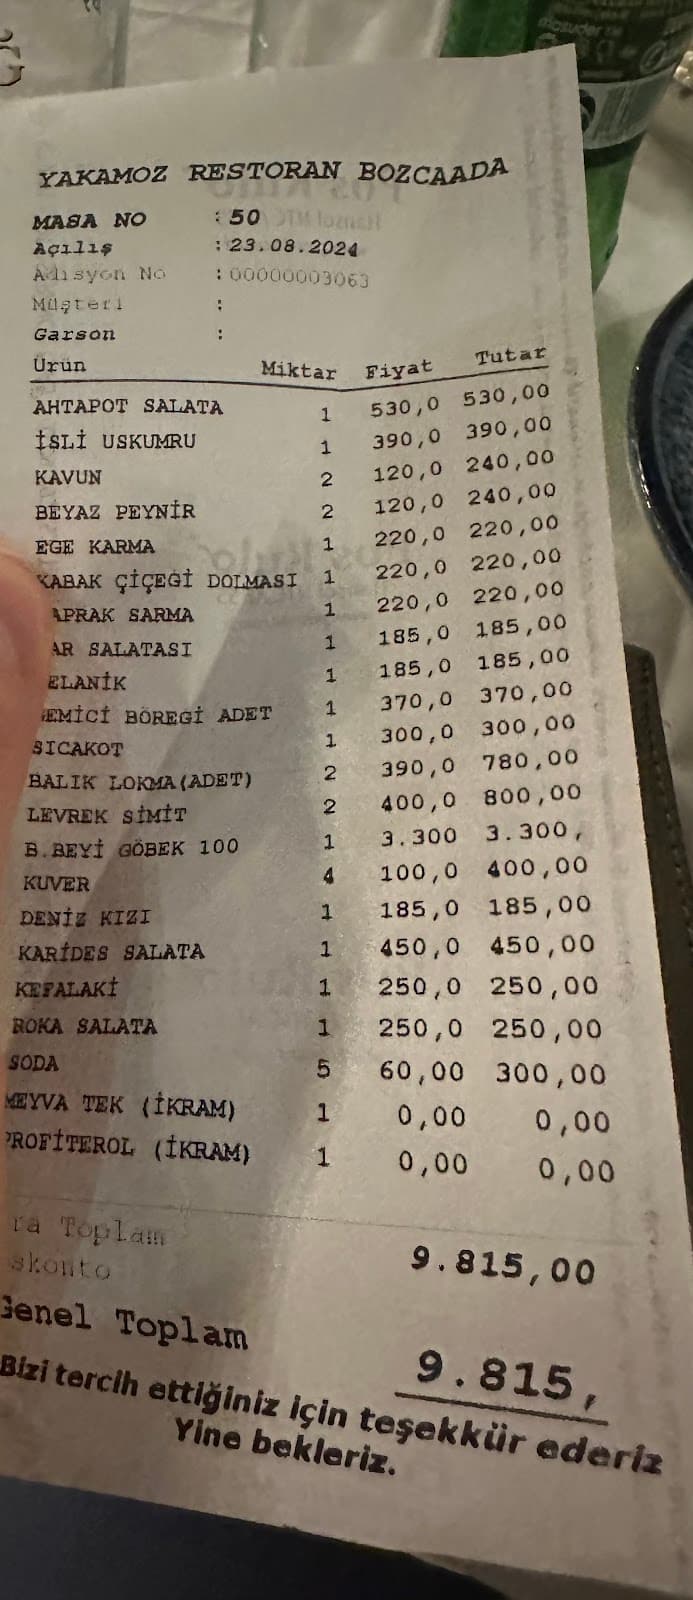 YAKAMOZ RESTORAN BOZCAADA
MASA NO : 50
Açılış : 23.08.2024
Adisyon No : 00000003063
Müşteri :
Garson :
Ürün Miktar Fiyat Tutar
AHTAPOT SALATA 1 530,0 530,00
İSLİ USKUMRU 1 390,0 390,00
KAVUN 2 120,0 240,00
BEYAZ PEYNİR 2 120,0 240,00
EGE KARMA 1 220,0 220,00
KABAK ÇİÇEĞİ DOLMASI 1 220,0 220,00
APRAK SARMA 1 220,0 220,00
AR SALATASI 1 185,0 185,00
ELANİK 1 185,0 185,00
EMİCİ BÖREGİ ADET 1 370,0 370,00
SICAKOT 1 300,0 300,00
BALIK LOKMA(ADET) 2 390,0 780,00
LEVREK SİMİT 2 400,0 800,00
B.BEYİ GÖBEK 100 1 3.300 3.300,
KUVER 4 100,0 400,00
DENİZ KIZI 1 185,0 185,00
KARİDES SALATA 1 450,0 450,00
KEFALAKİ 1 250,0 250,00
ROKA SALATA 1 250,0 250,00
SODA 5 60,00 300,00
MEYVA TEK (İKRAM) 1 0,00 0,00
PROFİTEROL (İKRAM) 1 0,00 0,00
ra Toplam 9.815,00
skonto
Genel Toplam 9.815,
Bizi tercih ettiğiniz için teşekkür ederiz
Yine bekleriz.